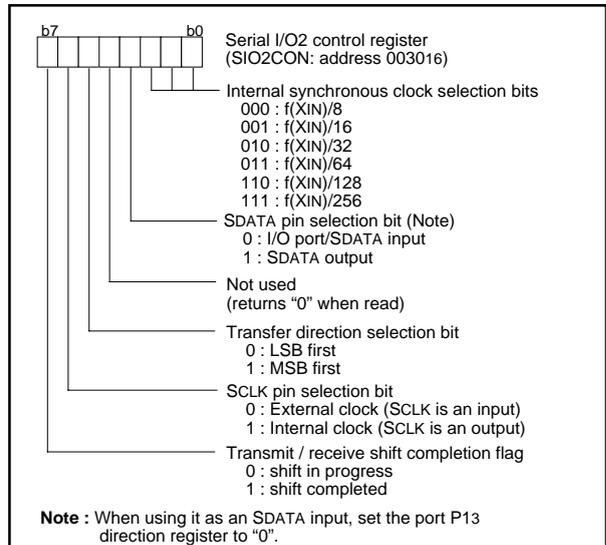 b7 b0
Serial I/O2 control register
(SIO2CON: address 003016)
Internal synchronous clock selection bits
000 : f(XIN)/8
001 : f(XIN)/16
010 : f(XIN)/32
011 : f(XIN)/64
110 : f(XIN)/128
111 : f(XIN)/256
SDATA pin selection bit (Note)
0 : I/O port/SDATA input
1 : SDATA output
Not used
(returns “0” when read)
Transfer direction selection bit
0 : LSB first
1 : MSB first
SCLK pin selection bit
0 : External clock (SCLK is an input)
1 : Internal clock (SCLK is an output)
Transmit / receive shift completion flag
0 : shift in progress
1 : shift completed
Note : When using it as an SDATA input, set the port P13
direction register to “0”.